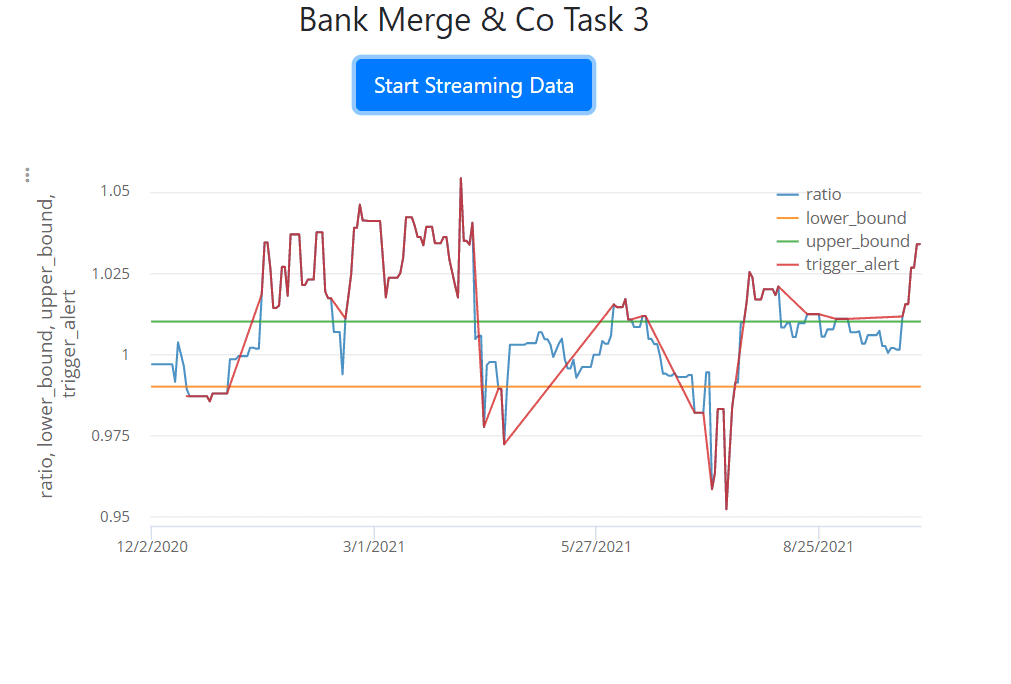 Bank Merge & Co Task 3
Start Streaming Data
ratio, lower_bound, upper_bound,
trigger_alert
1.05
1.025
1
0.975
0.95
ratio
lower_bound
upper_bound
trigger_alert
12/2/2020
3/1/2021
5/27/2021
8/25/2021